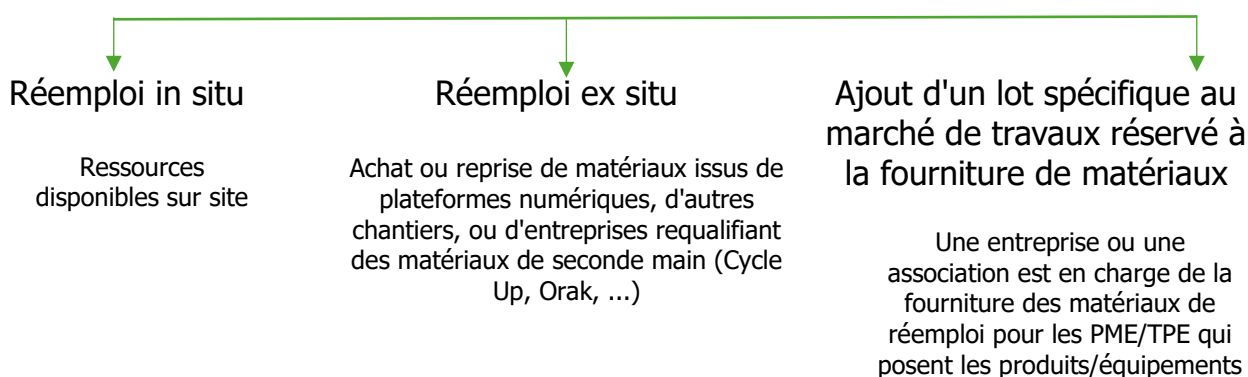 Réemploi in situ
Ressources
disponibles sur site
Réemploi ex situ
Achat ou reprise de matériaux issus de
plateformes numériques, d'autres
chantiers, ou d'entreprises requalifiant
des matériaux de seconde main (Cycle
Up, Orak, ...)
Ajout d'un lot spécifique au
marché de travaux réservé à
la fourniture de matériaux
Une entreprise ou une
association est en charge de la
fourniture des matériaux de
réemploi pour les PME/TPE qui
posent les produits/équipements